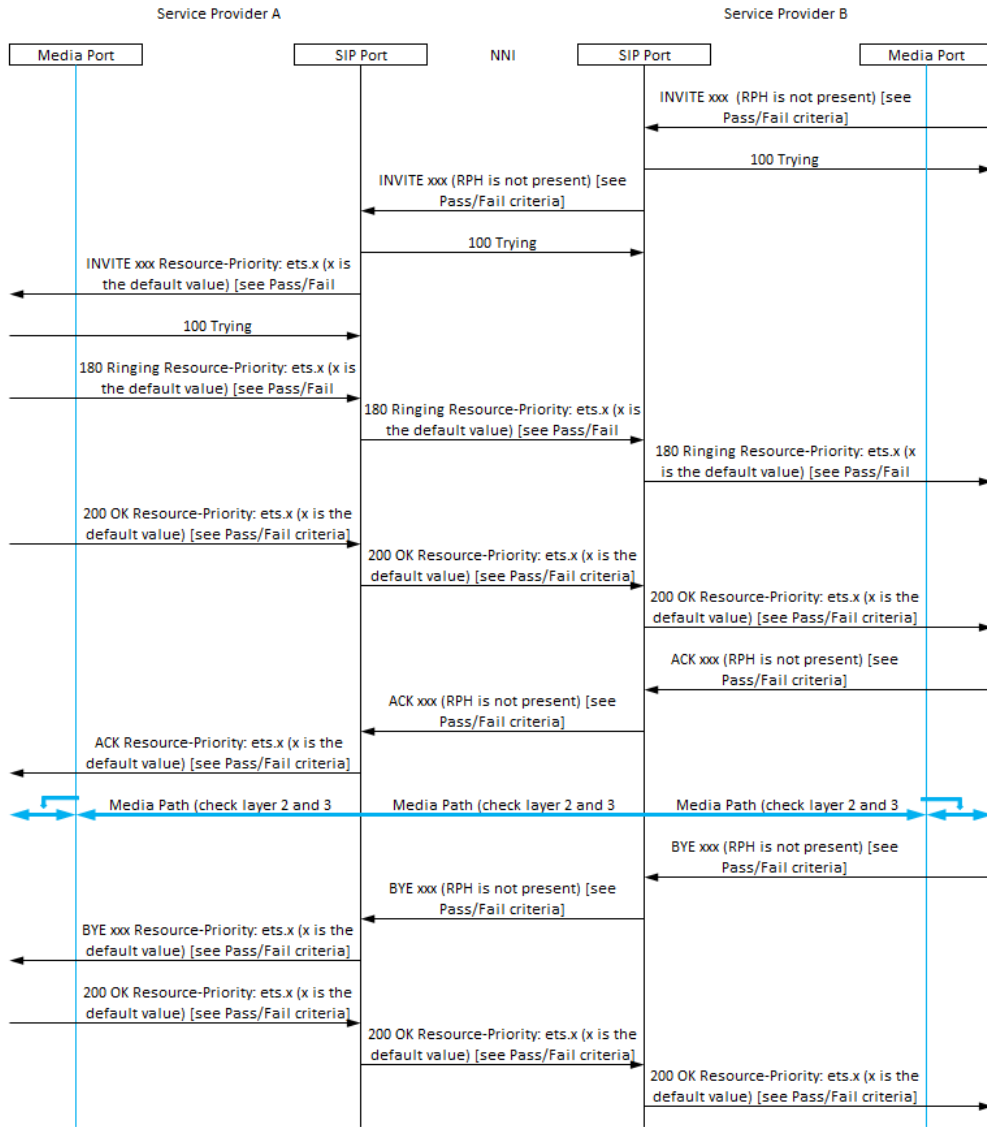 Service Provider A
Service Provider B
Media Port
SIP Port
NNI
SIP Port
Media Port
INVITE xxx  (RPH is not present) [see
Pass/Fail criteria]
100 Trying
INVITE xxx (RPH is not present) [see
Pass/Fail criteria]
100 Trying
INVITE xxx Resource-Priority: ets.x (x is
the default value) [see Pass/Fail
100 Trying
180 Ringing Resource-Priority: ets.x (x is
the default value) [see Pass/Fail
180 Ringing Resource-Priority: ets.x (x is
the default value) [see Pass/Fail
180 Ringing Resource-Priority: ets.x (x
is the default value) [see Pass/Fail
200 OK Resource-Priority: ets.x (x is the
default value) [see Pass/Fail criteria]
200 OK Resource-Priority: ets.x (x is the
default value) [see Pass/Fail criteria]
200 OK Resource-Priority: ets.x (x is the
default value) [see Pass/Fail criteria]
ACK xxx (RPH is not present) [see
Pass/Fail criteria]
ACK xxx (RPH is not present) [see
Pass/Fail criteria]
ACK Resource-Priority: ets.x (x is the
default value) [see Pass/Fail criteria]
Media Path (check layer 2 and 3
Media Path (check layer 2 and 3
Media Path (check layer 2 and 3
BYE xxx (RPH is not present) [see
Pass/Fail criteria]
BYE xxx (RPH is not present) [see
Pass/Fail criteria]
BYE xxx Resource-Priority: ets.x (x is the
default value) [see Pass/Fail criteria]
200 OK Resource-Priority: ets.x (x is the
default value) [see Pass/Fail criteria]
200 OK Resource-Priority: ets.x (x is the
default value) [see Pass/Fail criteria]
200 OK Resource-Priority: ets.x (x is the
default value) [see Pass/Fail criteria]